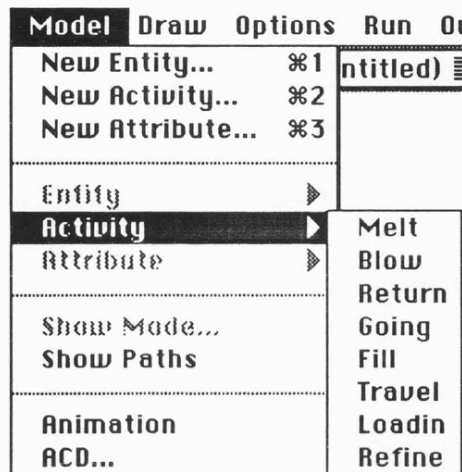 Model Draw Options Run Ou
New Entity... ⌘1 ntitled)
New Activity... ⌘2
New Attribute... ⌘3
Entity
Activity Melt
Attribute Blow
Return
Show Mode... Going
Show Paths Fill
Travel
Animation Loadin
ACD... Refine